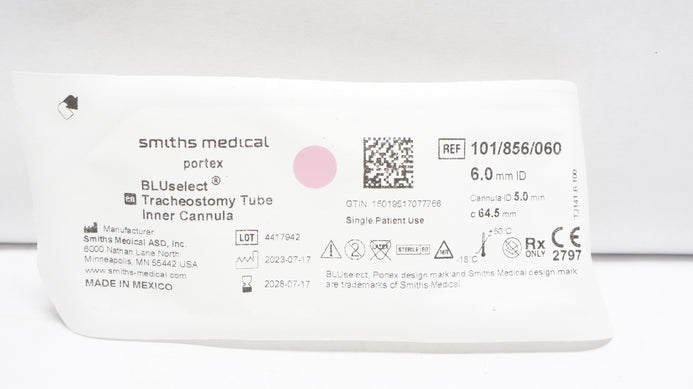 smiths medical
portex
BLUselect®
en Tracheostomy Tube
Inner Cannula
Manufacturer:
Smiths Medical ASD, Inc.
6000 Nathan Lane North
Minneapolis, MN 55442 USA
www.smiths-medical.com
MADE IN MEXICO
LOT 4417942
2023-07-17
2028-07-17
GTIN 15019517077766
Single Patient Use
REF 101/856/060
6.0 mm ID
Cannula ID 5.0 mm
c 64.5 mm
STERILE EO
-18°C
+50°C
Rx ONLY
CE 2797
BLUselect, Portex design mark and Smiths Medical design mark
are trademarks of Smiths Medical.